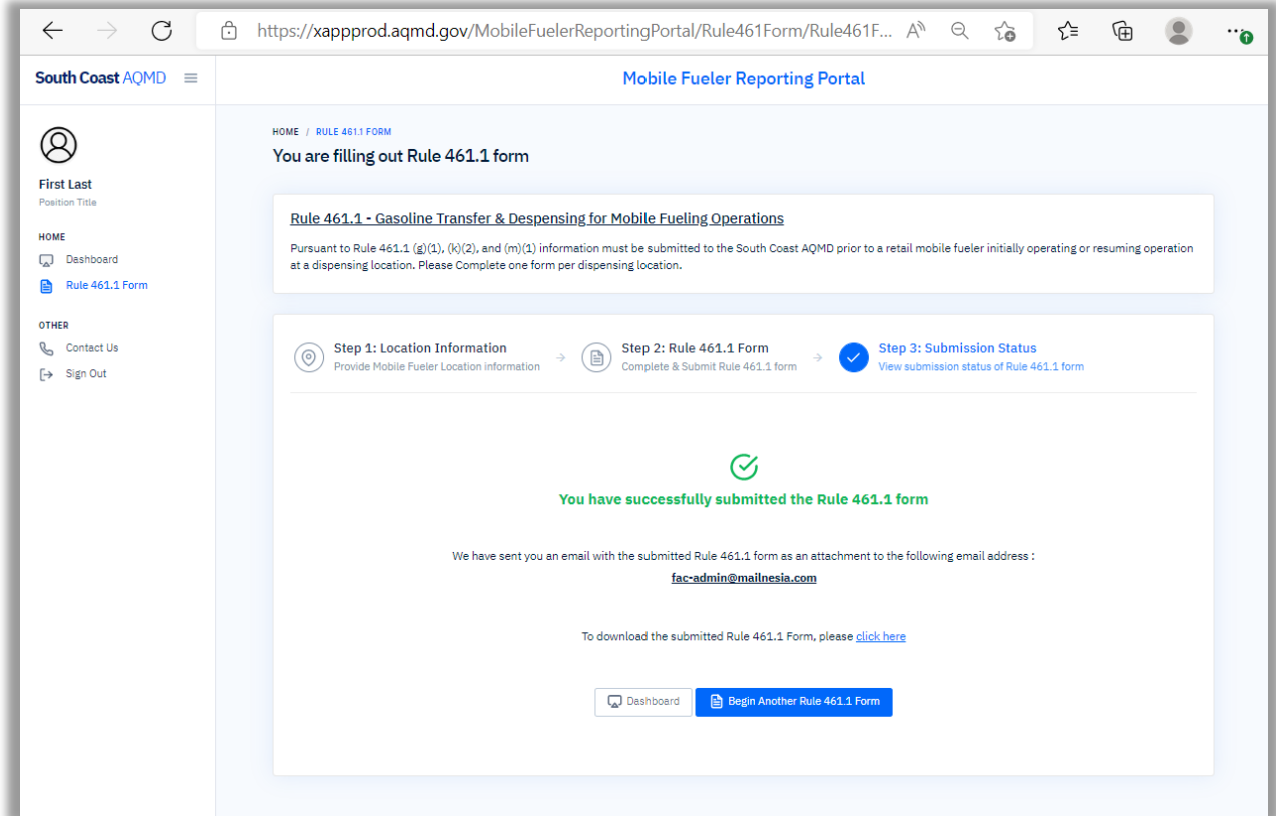 https://xappprod.aqmd.gov/MobileFuelerReportingPortal/Rule461Form/Rule461F...
South Coast AQMD
Mobile Fueler Reporting Portal
First Last
Position Title
HOME
Dashboard
Rule 461.1 Form
OTHER
Contact Us
Sign Out
HOME / RULE 461.1 FORM
You are filling out Rule 461.1 form
Rule 461.1 - Gasoline Transfer & Despensing for Mobile Fueling Operations
Pursuant to Rule 461.1 (g)(1), (k)(2), and (m)(1) information must be submitted to the South Coast AQMD prior to a retail mobile fueler initially operating or resuming operation
at a dispensing location. Please Complete one form per dispensing location.
Step 1: Location Information
Provide Mobile Fueler Location information
Step 2: Rule 461.1 Form
Complete & Submit Rule 461.1 form
Step 3: Submission Status
View submission status of Rule 461.1 form
You have successfully submitted the Rule 461.1 form
We have sent you an email with the submitted Rule 461.1 form as an attachment to the following email address :
fac-admin@mailnesia.com
To download the submitted Rule 461.1 Form, please click here
Dashboard
Begin Another Rule 461.1 Form